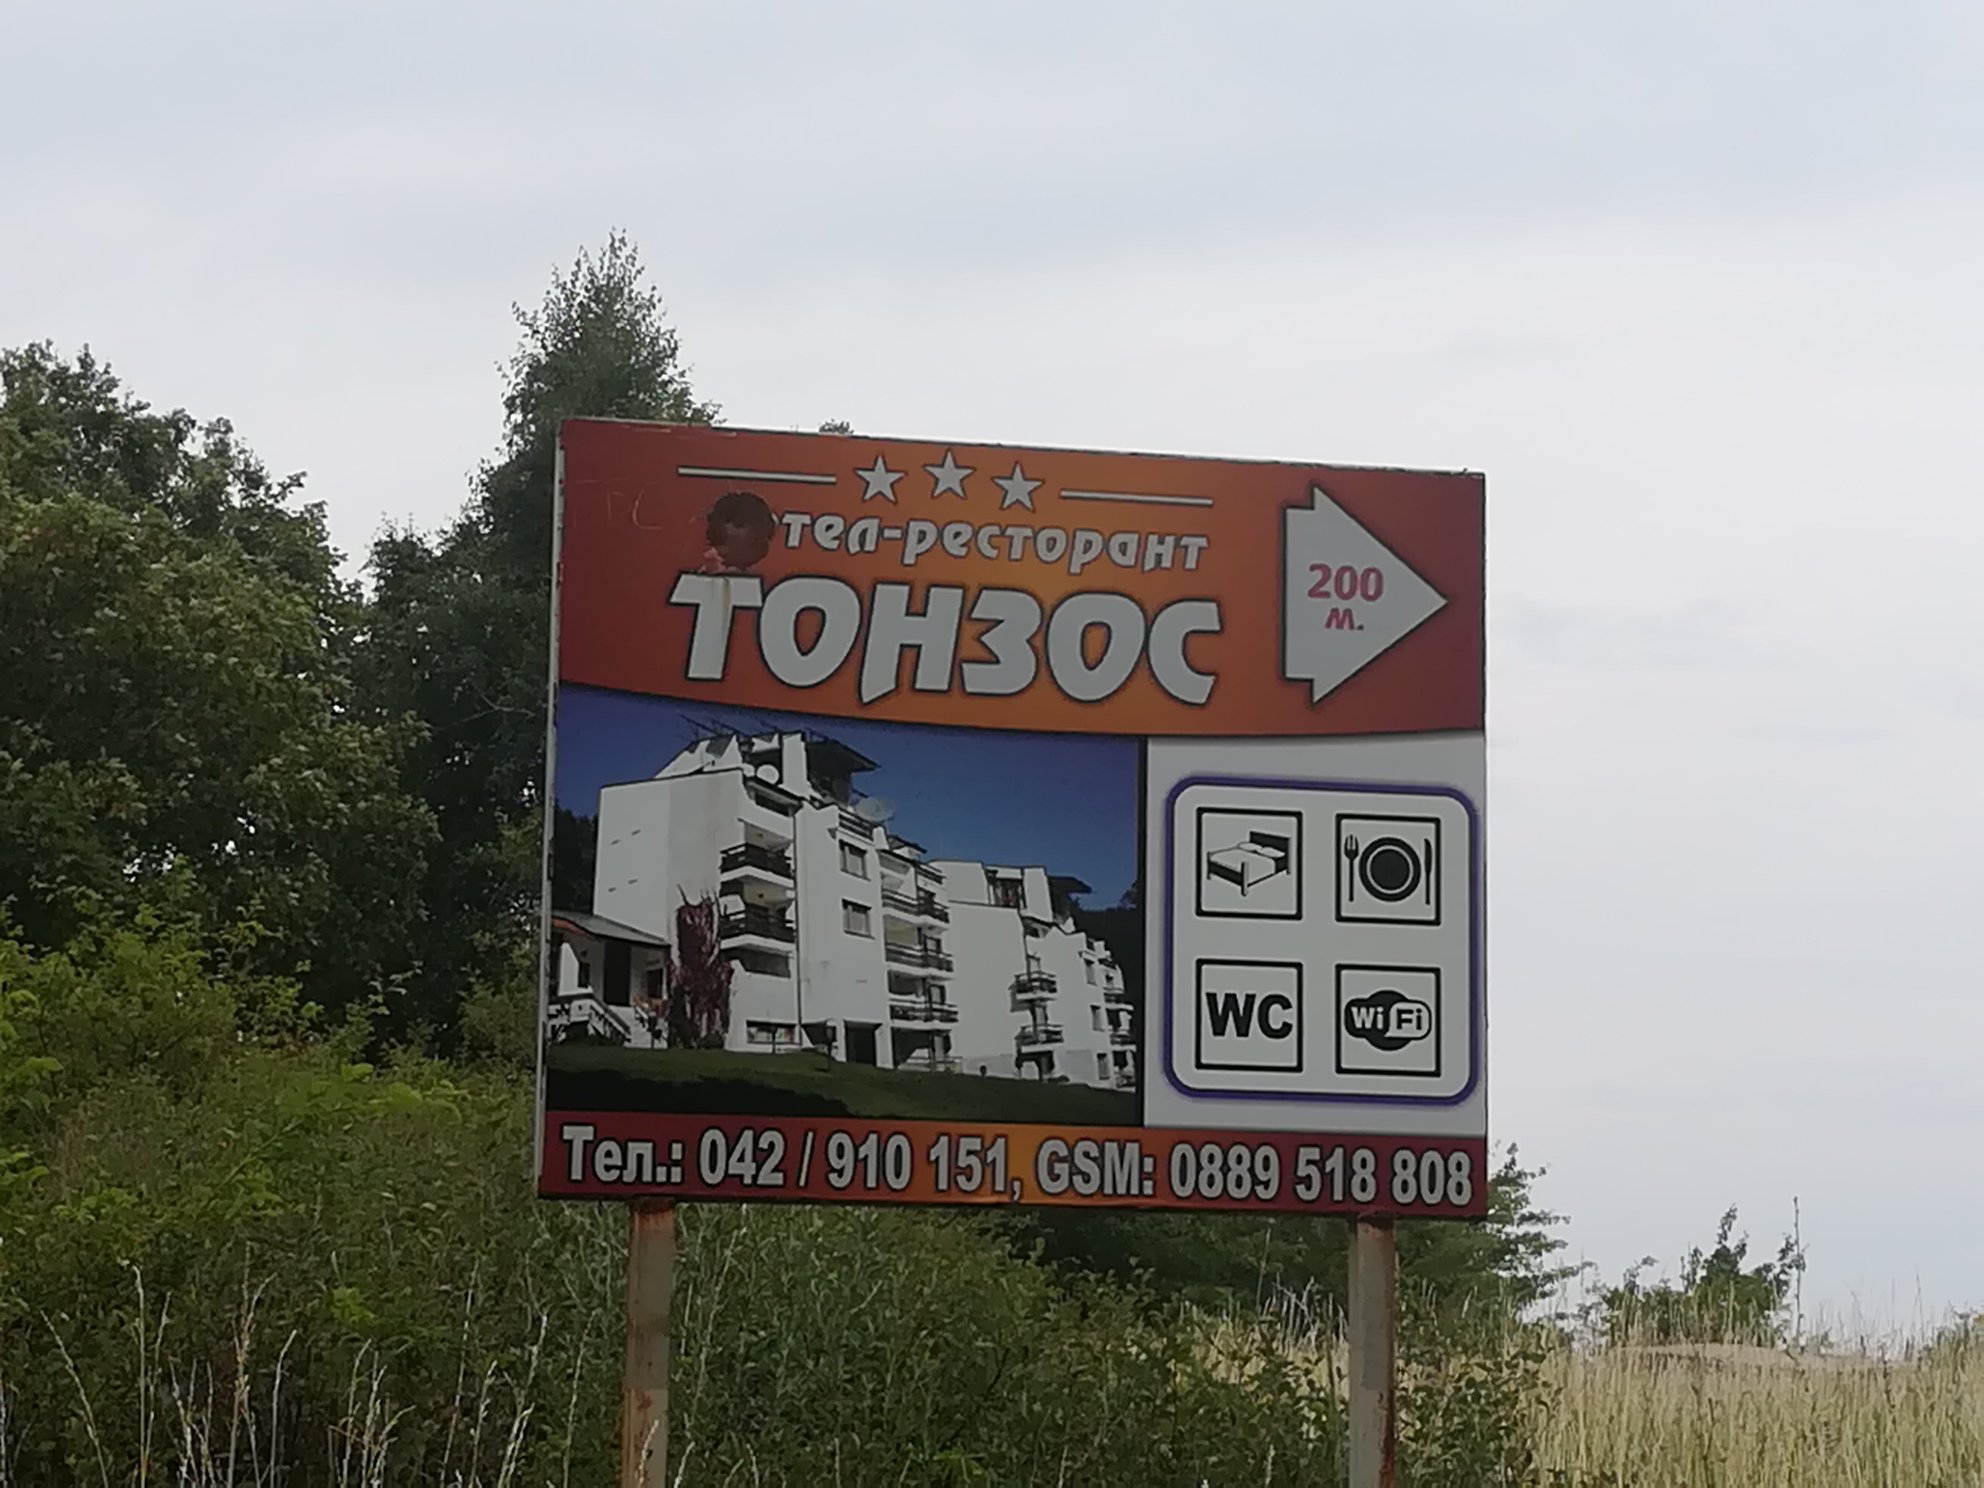 тел-ресторант
ТОНЗОС
200
м.
WC
WiFi
Тел.: 042 / 910 151, GSM: 0889 518 808